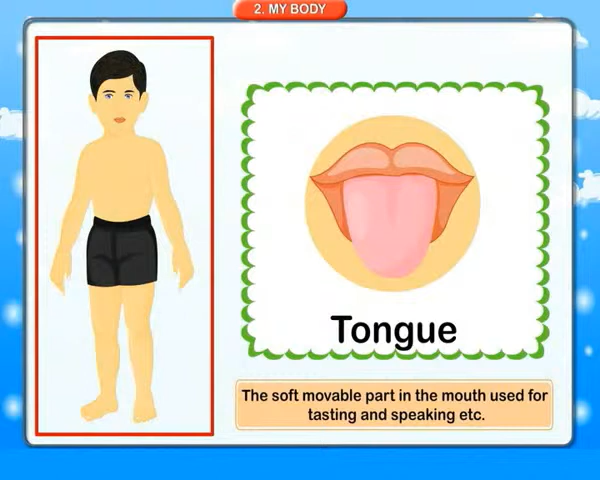 2. MY BODY
Tongue
The soft movable part in the mouth used for
tasting and speaking etc.